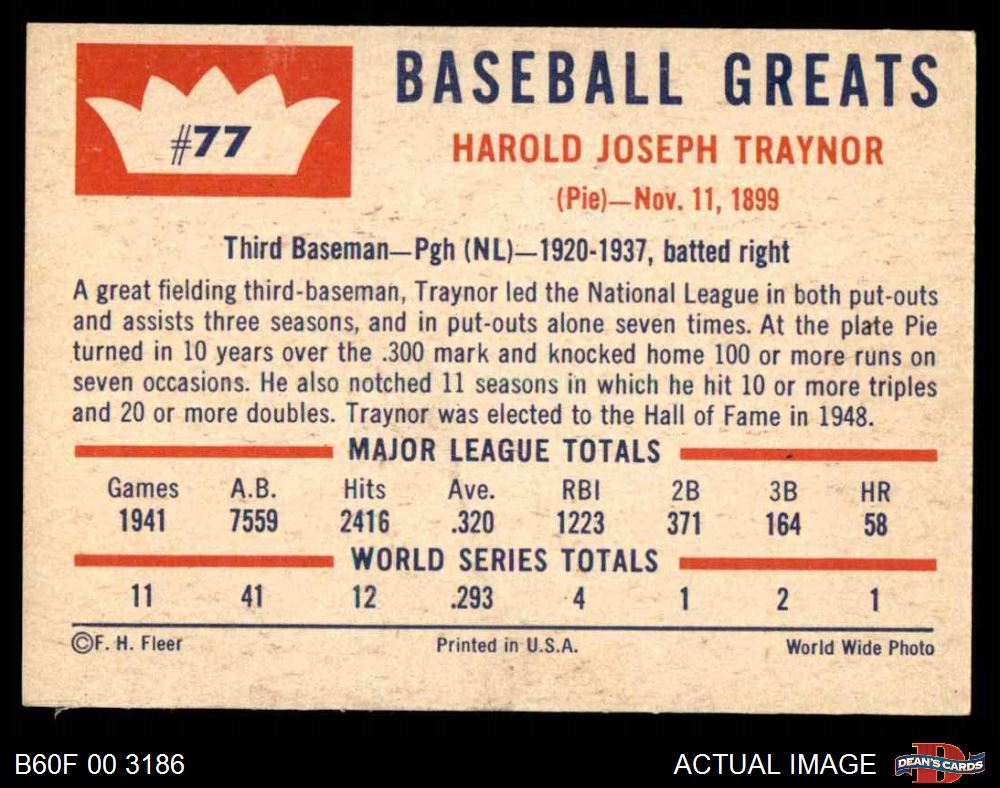 #77
BASEBALL GREATS
HAROLD JOSEPH TRAYNOR
(Pie)—Nov. 11, 1899
Third Baseman—Pgh (NL)—1920-1937, batted right
A great fielding third-baseman, Traynor led the National League in both put-outs
and assists three seasons, and in put-outs alone seven times. At the plate Pie
turned in 10 years over the .300 mark and knocked home 100 or more runs on
seven occasions. He also notched 11 seasons in which he hit 10 or more triples
and 20 or more doubles. Traynor was elected to the Hall of Fame in 1948.
MAJOR LEAGUE TOTALS
Games A.B. Hits Ave. RBI 2B 3B HR
1941 7559 2416 .320 1223 371 164 58
WORLD SERIES TOTALS
11 41 12 .293 4 1 2 1
©F. H. Fleer Printed in U.S.A. World Wide Photo
B60F 00 3186 ACTUAL IMAGE DEAN'S CARDS